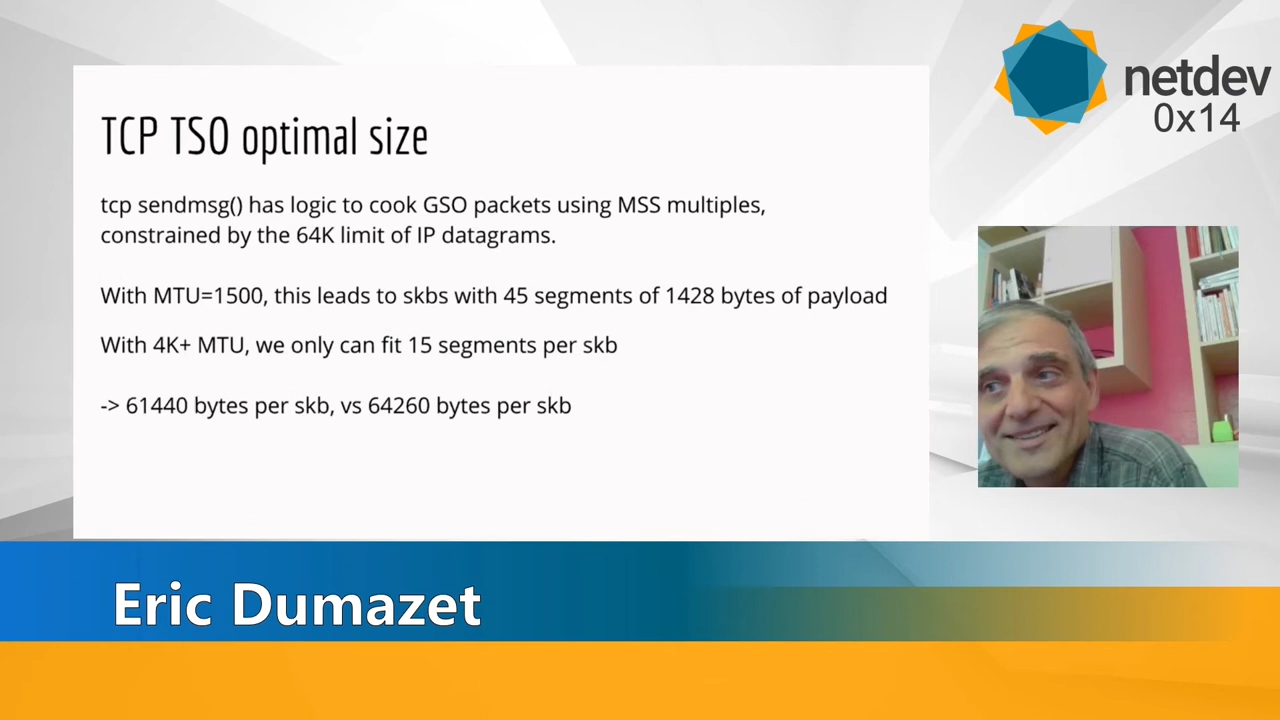 netdev
0x14
TCP TSO optimal size
tcp sendmsg() has logic to cook GSO packets using MSS multiples,
constrained by the 64K limit of IP datagrams.
With MTU=1500, this leads to skbs with 45 segments of 1428 bytes of payload
With 4K+ MTU, we only can fit 15 segments per skb
-> 61440 bytes per skb, vs 64260 bytes per skb
Eric Dumazet